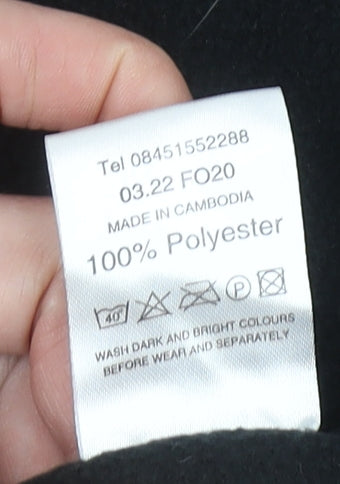 Tel 08451552288
03.22 FO20
MADE IN CAMBODIA
100% Polyester
40° P
WASH DARK AND BRIGHT COLOURS
BEFORE WEAR AND SEPARATELY